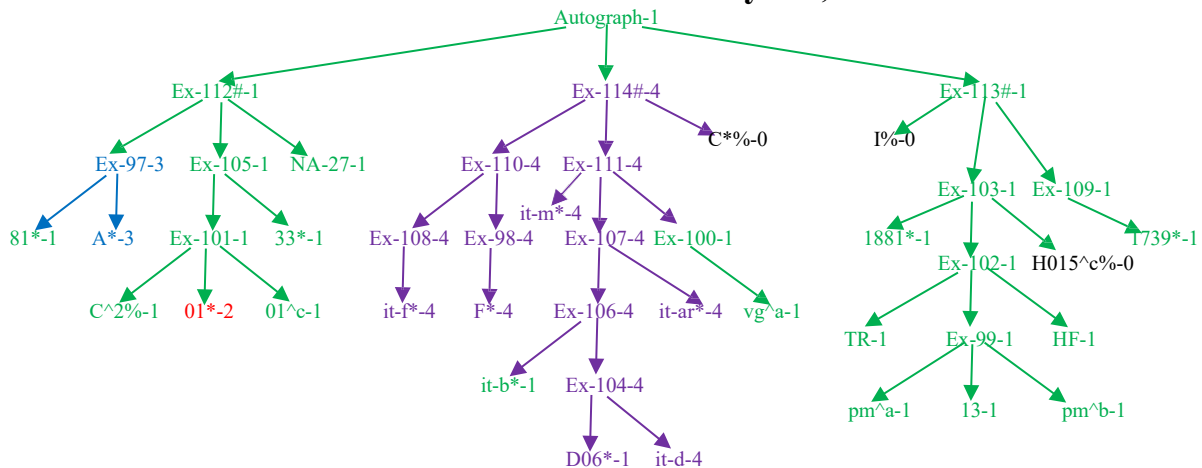 Autograph-1
Ex-112#-1 Ex-114#-4 Ex-113#-1
C*%-0 I%-0
Ex-97-3 Ex-105-1 NA-27-1 Ex-110-4 Ex-111-4
Ex-103-1 Ex-109-1
it-m*-4
81*-1 A*-3 Ex-101-1 33*-1 Ex-108-4 Ex-98-4 Ex-107-4 Ex-100-1 1881*-1 1739*-1
Ex-102-1 H015^c%-0
C^2%-1 01*-2 01^c-1 it-f*-4 F*-4 Ex-106-4 it-ar*-4 vg^a-1
TR-1 Ex-99-1 HF-1
it-b*-1 Ex-104-4
pm^a-1 13-1 pm^b-1
D06*-1 it-d-4